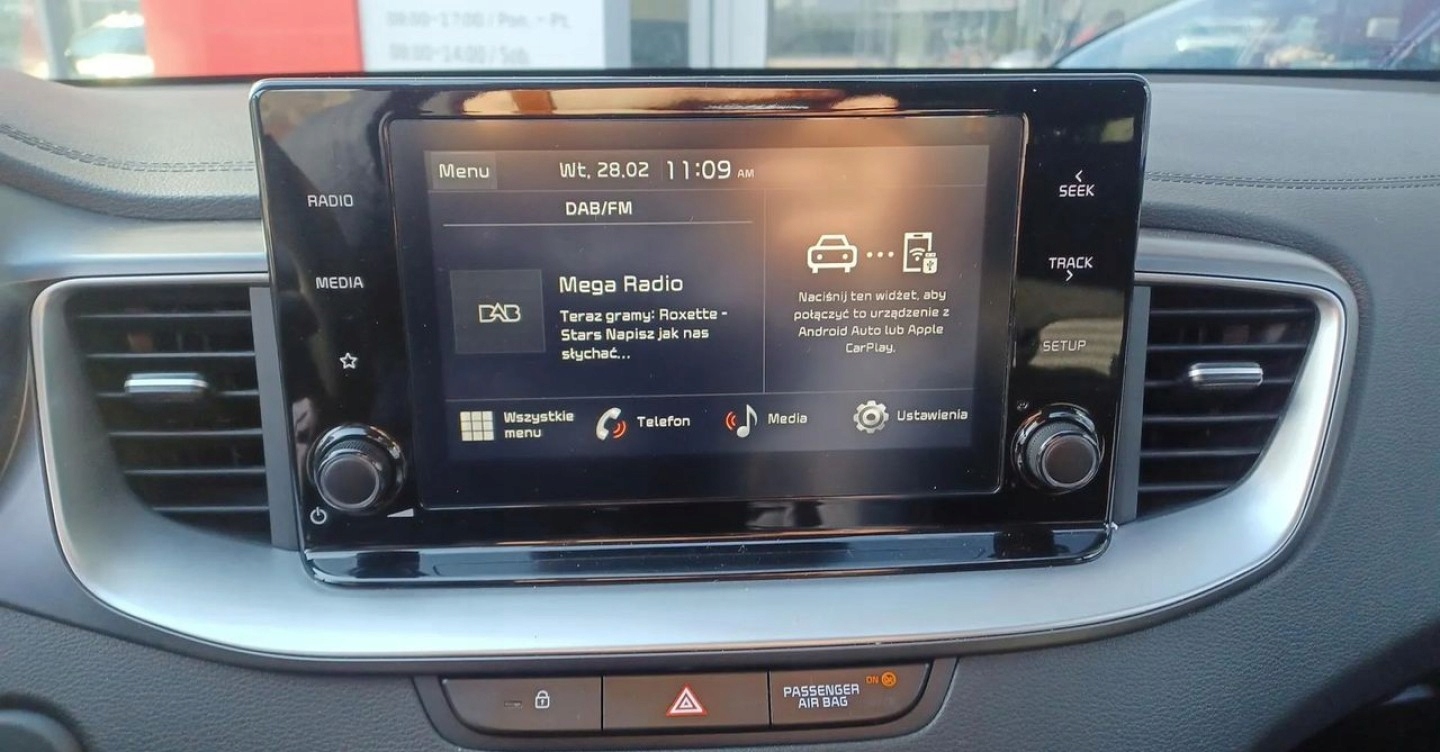 09:00-17:00 / Pon. - Pt.
09:00-14:00 / Sob.
RADIO
MEDIA
Menu
Wt, 28.02 11:09 AM
DAB/FM
DAB
Mega Radio
Teraz gramy: Roxette -
Stars Napisz jak nas
słychać...
Naciśnij ten widżet, aby
połączyć to urządzenie z
Android Auto lub Apple
CarPlay.
Wszystkie
menu
Telefon
Media
Ustawienia
SEEK
TRACK
SETUP
PASSENGER
AIR BAG
ON